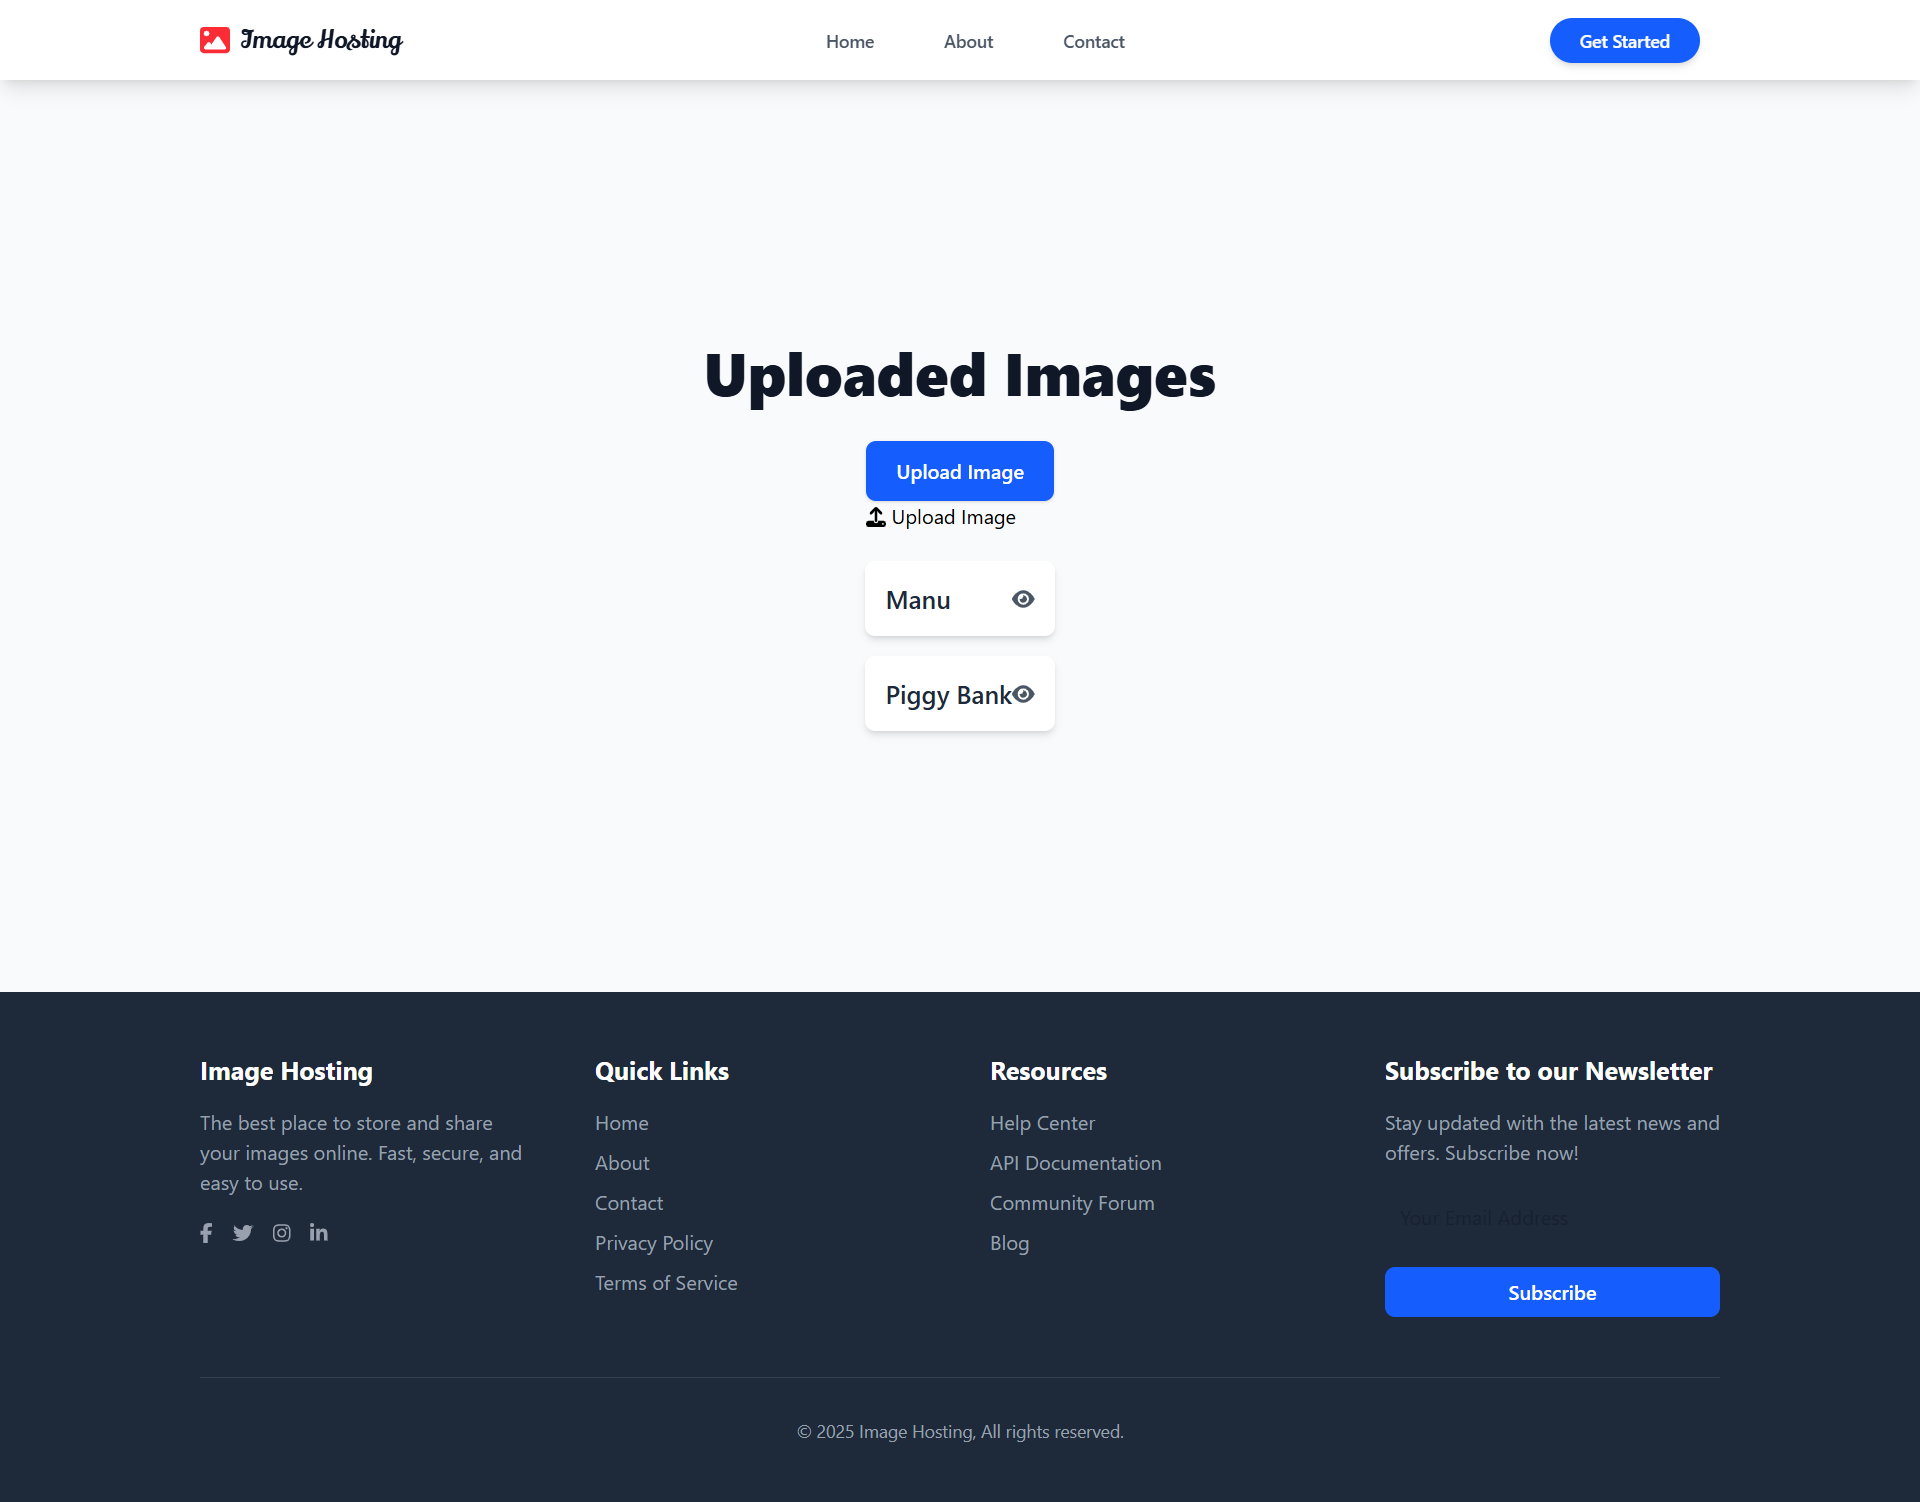 Image Hosting
Home
About
Contact
Get Started
Uploaded Images
Upload Image
Upload Image
Manu
Piggy Bank
Image Hosting
The best place to store and share
your images online. Fast, secure, and
easy to use.
Quick Links
Home
About
Contact
Privacy Policy
Terms of Service
Resources
Help Center
API Documentation
Community Forum
Blog
Subscribe to our Newsletter
Stay updated with the latest news and
offers. Subscribe now!
Your Email Address
Subscribe
© 2025 Image Hosting, All rights reserved.